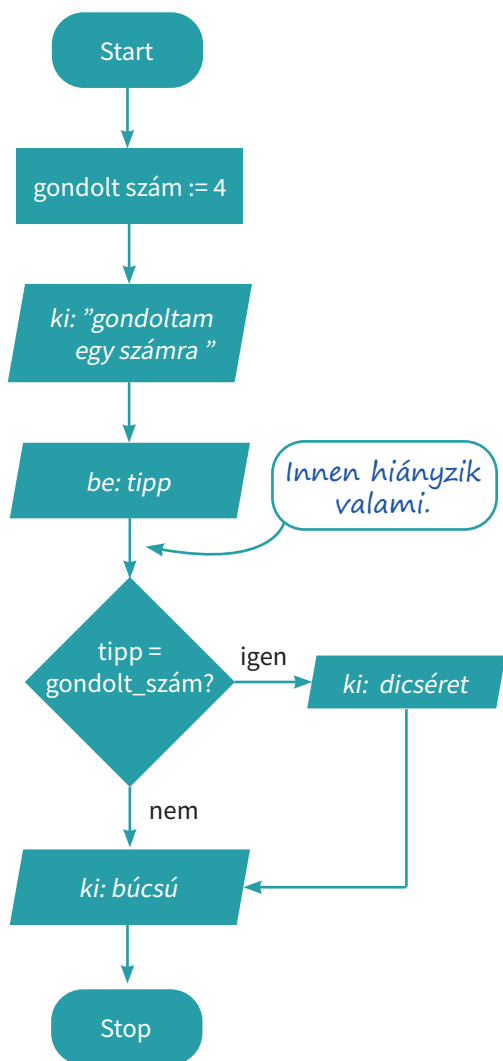 Start
gondolt szám := 4
ki: ”gondoltam
egy számra ”
be: tipp
Innen hiányzik
valami.
tipp =
gondolt_szám?
igen
ki: dicséret
nem
ki: búcsú
Stop